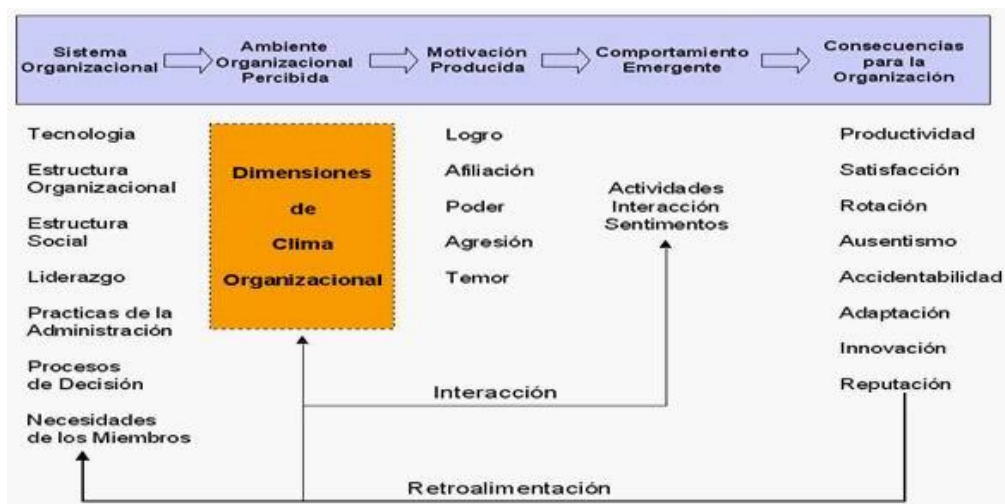 Sistema
Organizacional
Ambiente
Organizacional
Percibida
Motivación
Producida
Comportamiento
Emergente
Consecuencias
para la
Organización
Tecnologia
Estructura
Organizacional
Estructura
Social
Liderazgo
Practicas de la
Administración
Procesos
de Decisión
Necesidades
de los Miembros
Dimensiones
de
Clima
Organizacional
Logro
Afiliación
Poder
Agresión
Temor
Actividades
Interacción
Sentimentos
Productividad
Satisfacción
Rotación
Ausentismo
Accidentabilidad
Adaptación
Innovación
Reputación
Interacción
Retroalimentación